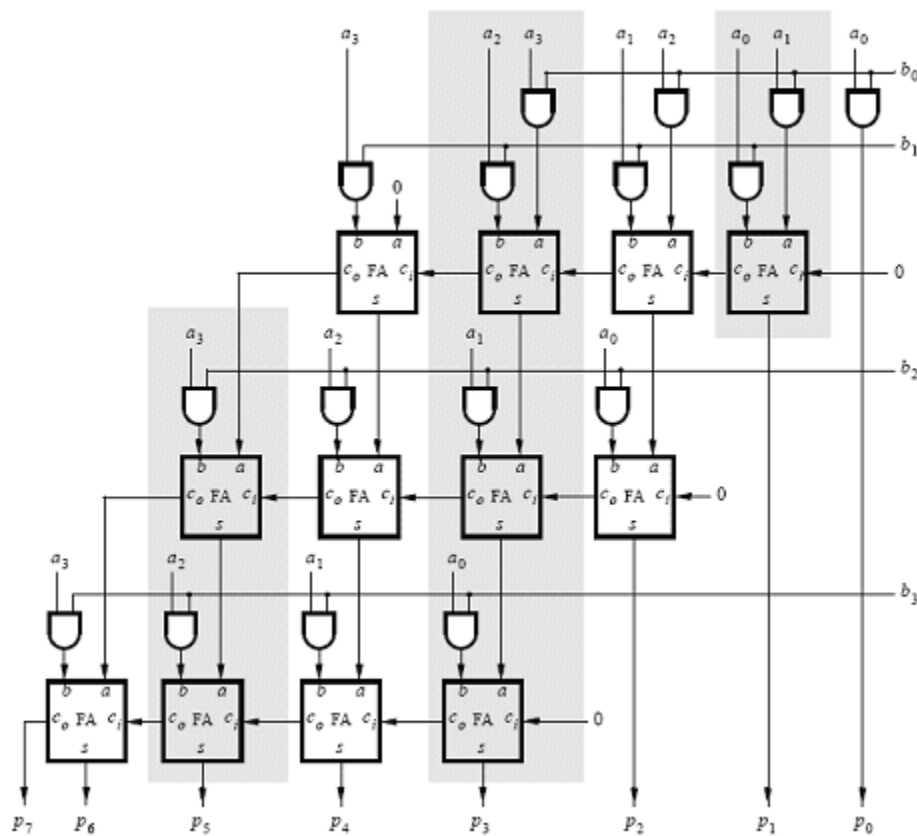 a₃ a₂ a₃ a₁ a₂ a₀ a₁ a₀
b₀
b₁
0
b a b a b a b a
cₒ FA cᵢ cₒ FA cᵢ cₒ FA cᵢ cₒ FA cᵢ 0
s s s s
a₃ a₂ a₁ a₀
b₂
b a b a b a b a
cₒ FA cᵢ cₒ FA cᵢ cₒ FA cᵢ cₒ FA cᵢ 0
s s s s
a₃ a₂ a₁ a₀
b₃
b a b a b a b a
cₒ FA cᵢ cₒ FA cᵢ cₒ FA cᵢ cₒ FA cᵢ 0
s s s s
p₇ p₆ p₅ p₄ p₃ p₂ p₁ p₀